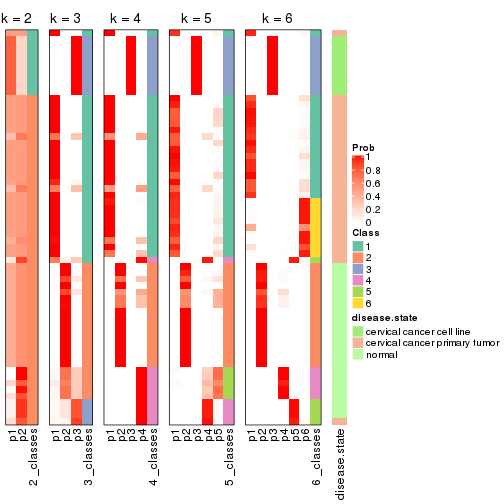 k = 2 k = 3 k = 4 k = 5 k = 6
p1 p2 2_classes p1 p2 p3 3_classes p1 p2 p3 p4 4_classes p1 p2 p3 p4 p5 5_classes p1 p2 p3 p4 p5 p6 6_classes disease.state
Prob
1
0.8
0.6
0.4
0.2
0
Class
1
2
3
4
5
6
disease.state
cervical cancer cell line
cervical cancer primary tumor
normal